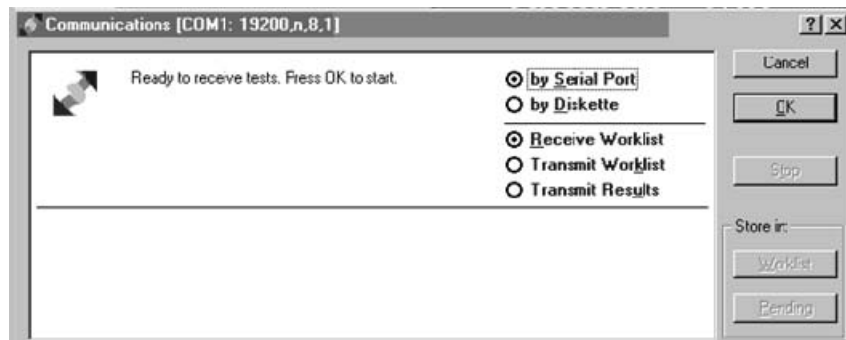 Communications [COM1: 19200,n,8,1]
Ready to receive tests. Press OK to start.
by Serial Port
by Diskette
Receive Worklist
Transmit Worklist
Transmit Results
Cancel
OK
Stop
Store in:
Worklist
Pending